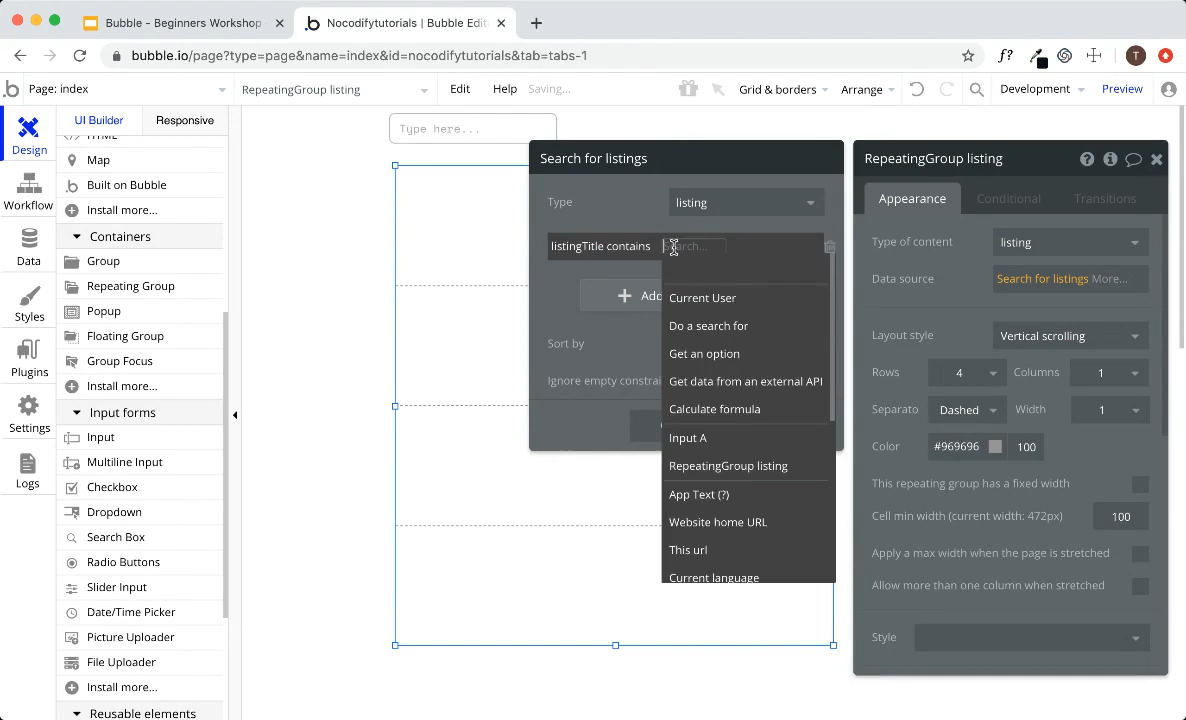 Bubble - Beginners Workshop
Nocodifytutorials | Bubble Edit
bubble.io/page?type=page&name=index&id=nocodifytutorials&tab=tabs-1
f?
T
Page: index
RepeatingGroup listing
Edit
Help
Saving...
Grid & borders
Arrange
Development
Preview
Design
Workflow
Data
Styles
Plugins
Settings
Logs
UI Builder
Responsive
HTML
Map
Built on Bubble
Install more...
Containers
Group
Repeating Group
Popup
Floating Group
Group Focus
Install more...
Input forms
Input
Multiline Input
Checkbox
Dropdown
Search Box
Radio Buttons
Slider Input
Date/Time Picker
Picture Uploader
File Uploader
Install more...
Reusable elements
Type here...
Search for listings
Type
listing
listingTitle contains
Search...
Add
Sort by
Ignore empty constrai
Current User
Do a search for
Get an option
Get data from an external API
Calculate formula
Input A
RepeatingGroup listing
App Text (?)
Website home URL
This url
Current language
RepeatingGroup listing
Appearance
Conditional
Transitions
Type of content
listing
Data source
Search for listings More...
Layout style
Vertical scrolling
Rows
4
Columns
1
Separato
Dashed
Width
1
Color
#969696
100
This repeating group has a fixed width
Cell min width (current width: 472px)
100
Apply a max width when the page is stretched
Allow more than one column when stretched
Style